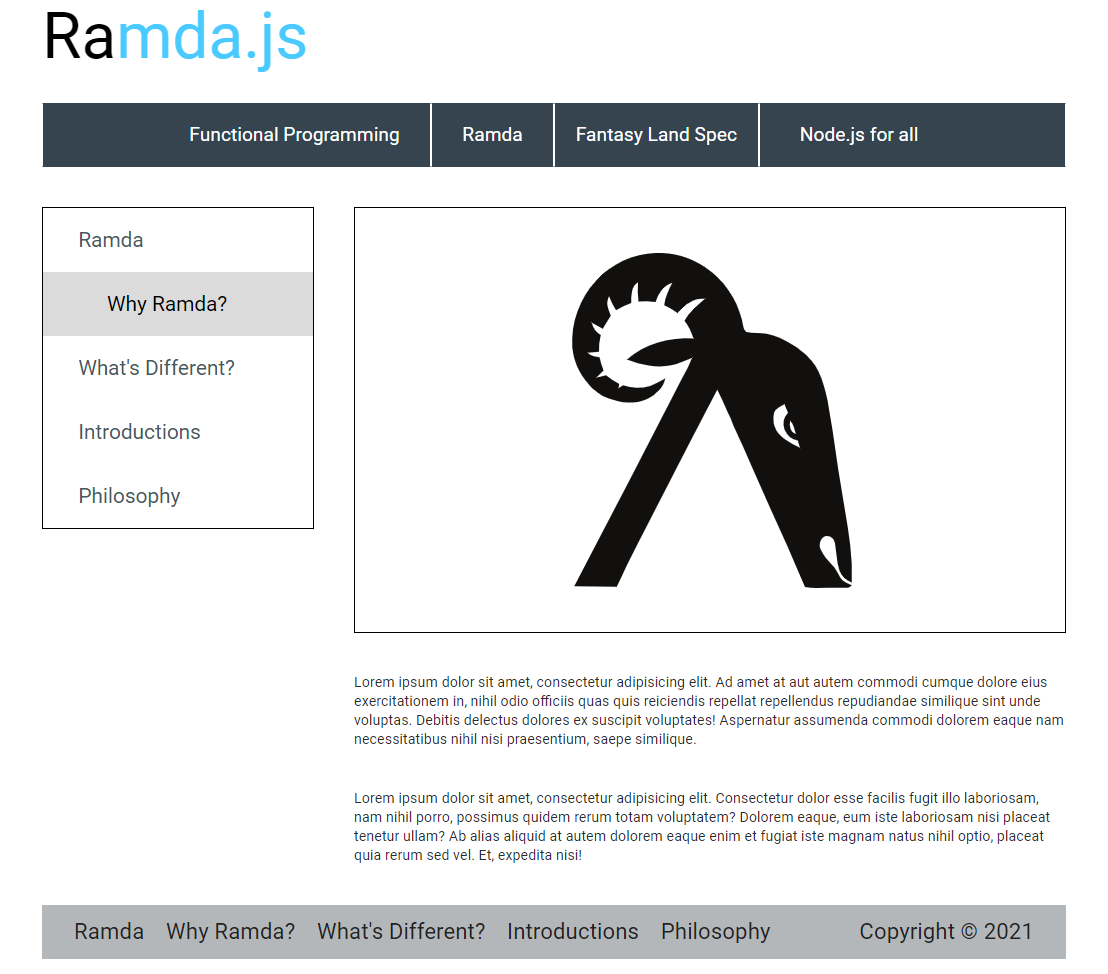 Ramda.js
Functional Programming Ramda Fantasy Land Spec Node.js for all
Ramda
Why Ramda?
What's Different?
Introductions
Philosophy
Lorem ipsum dolor sit amet, consectetur adipisicing elit. Ad amet at aut autem commodi cumque dolore eius
exercitationem in, nihil odio officiis quas quis reiciendis repellat repellendus repudiandae similique sint unde
voluptas. Debitis delectus dolores ex suscipit voluptates! Aspernatur assumenda commodi dolorem eaque nam
necessitatibus nihil nisi praesentium, saepe similique.
Lorem ipsum dolor sit amet, consectetur adipisicing elit. Consectetur dolor esse facilis fugit illo laboriosam,
nam nihil porro, possimus quidem rerum totam voluptatem? Dolorem eaque, eum iste laboriosam nisi placeat
tenetur ullam? Ab alias aliquid at autem dolorem eaque enim et fugiat iste magnam natus nihil optio, placeat
quia rerum sed vel. Et, expedita nisi!
Ramda Why Ramda? What's Different? Introductions Philosophy Copyright © 2021